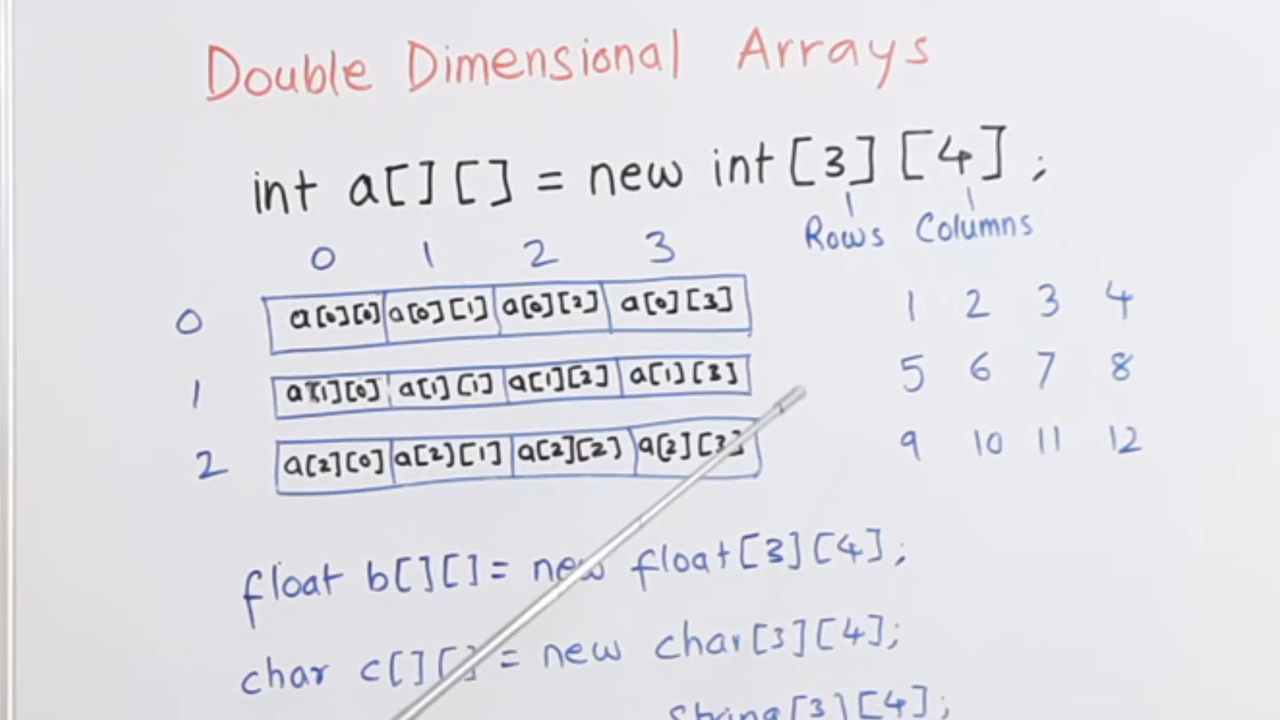 Double Dimensional Arrays
int a[][] = new int[3][4];
Rows Columns
0 1 2 3
0 a[0][0] a[0][1] a[0][2] a[0][3]
1 a[1][0] a[1][1] a[1][2] a[1][3]
2 a[2][0] a[2][1] a[2][2] a[2][3]
1 2 3 4
5 6 7 8
9 10 11 12
float b[][] = new float[3][4];
char c[][] = new char[3][4];
string[3][4];